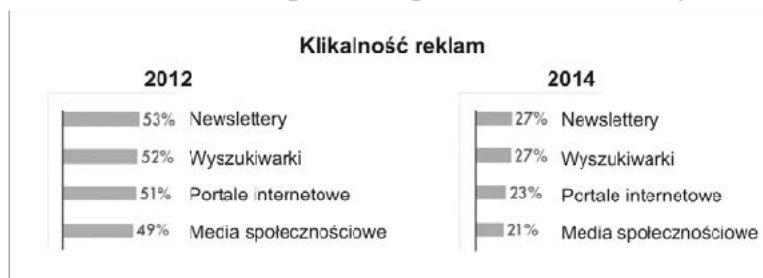 Klikalność reklam
2012
53% Newslettery
52% Wyszukiwarki
51% Portale internetowe
49% Media społecznościowe
2014
27% Newslettery
27% Wyszukiwarki
23% Portale internetowe
21% Media społecznościowe